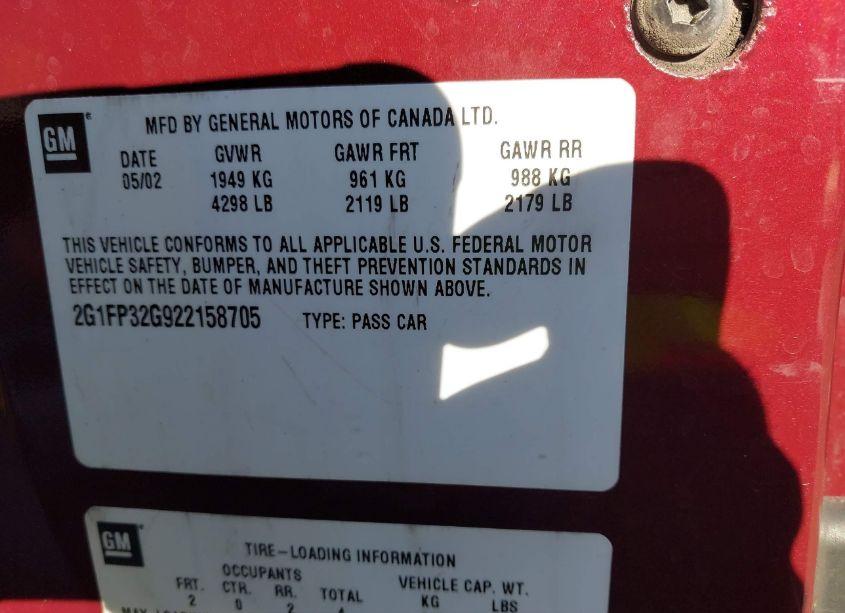 GM®
MFD BY GENERAL MOTORS OF CANADA LTD.
DATE GVWR GAWR FRT GAWR RR
05/02 1949 KG 961 KG 988 KG
4298 LB 2119 LB 2179 LB
THIS VEHICLE CONFORMS TO ALL APPLICABLE U.S. FEDERAL MOTOR
VEHICLE SAFETY, BUMPER, AND THEFT PREVENTION STANDARDS IN
EFFECT ON THE DATE OF MANUFACTURE SHOWN ABOVE.
2G1FP32G922158705 TYPE: PASS CAR
GM®
TIRE-LOADING INFORMATION
OCCUPANTS VEHICLE CAP. WT.
FRT. CTR. RR. TOTAL KG LBS
2 0 2 4